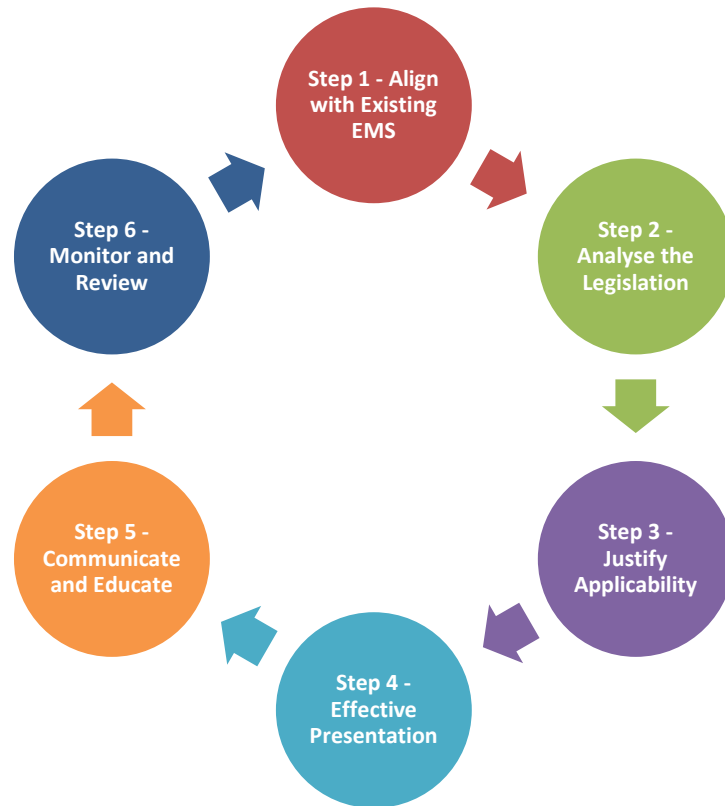 Step 1 - Align
with Existing
EMS
Step 2 -
Analyse the
Legislation
Step 3 -
Justify
Applicability
Step 4 -
Effective
Presentation
Step 5 -
Communicate
and Educate
Step 6 -
Monitor and
Review